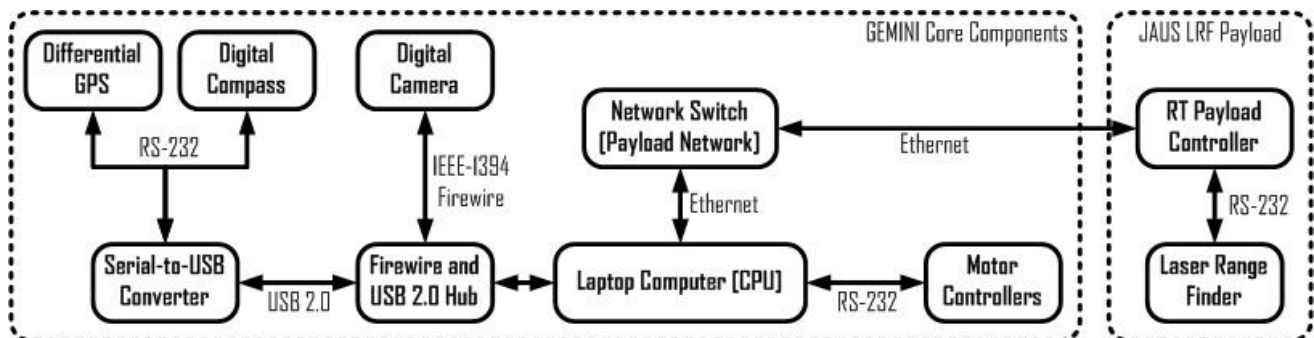 GEMINI Core Components
JAUS LRF Payload
Differential
GPS
Digital
Compass
Digital
Camera
Network Switch
[Payload Network]
RT Payload
Controller
RS-232
IEEE-1394
Firewire
Ethernet
Ethernet
RS-232
Serial-to-USB
Converter
USB 2.0
Firewire and
USB 2.0 Hub
Laptop Computer [CPU]
RS-232
Motor
Controllers
Laser Range
Finder